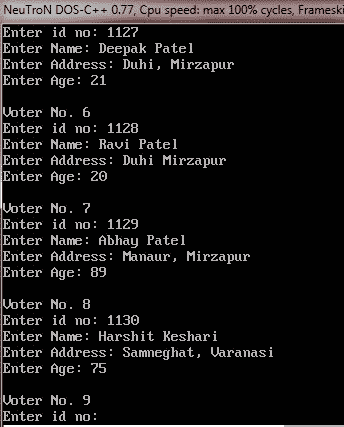 NeuTroN DOS-C++ 0.77, Cpu speed: max 100% cycles, Frameski
Enter id no: 1127
Enter Name: Deepak Patel
Enter Address: Duhi, Mirzapur
Enter Age: 21
Voter No. 6
Enter id no: 1128
Enter Name: Ravi Patel
Enter Address: Duhi Mirzapur
Enter Age: 20
Voter No. 7
Enter id no: 1129
Enter Name: Abhay Patel
Enter Address: Manaur, Mirzapur
Enter Age: 89
Voter No. 8
Enter id no: 1130
Enter Name: Harshit Keshari
Enter Address: Samneghat, Varanasi
Enter Age: 75
Voter No. 9
Enter id no: